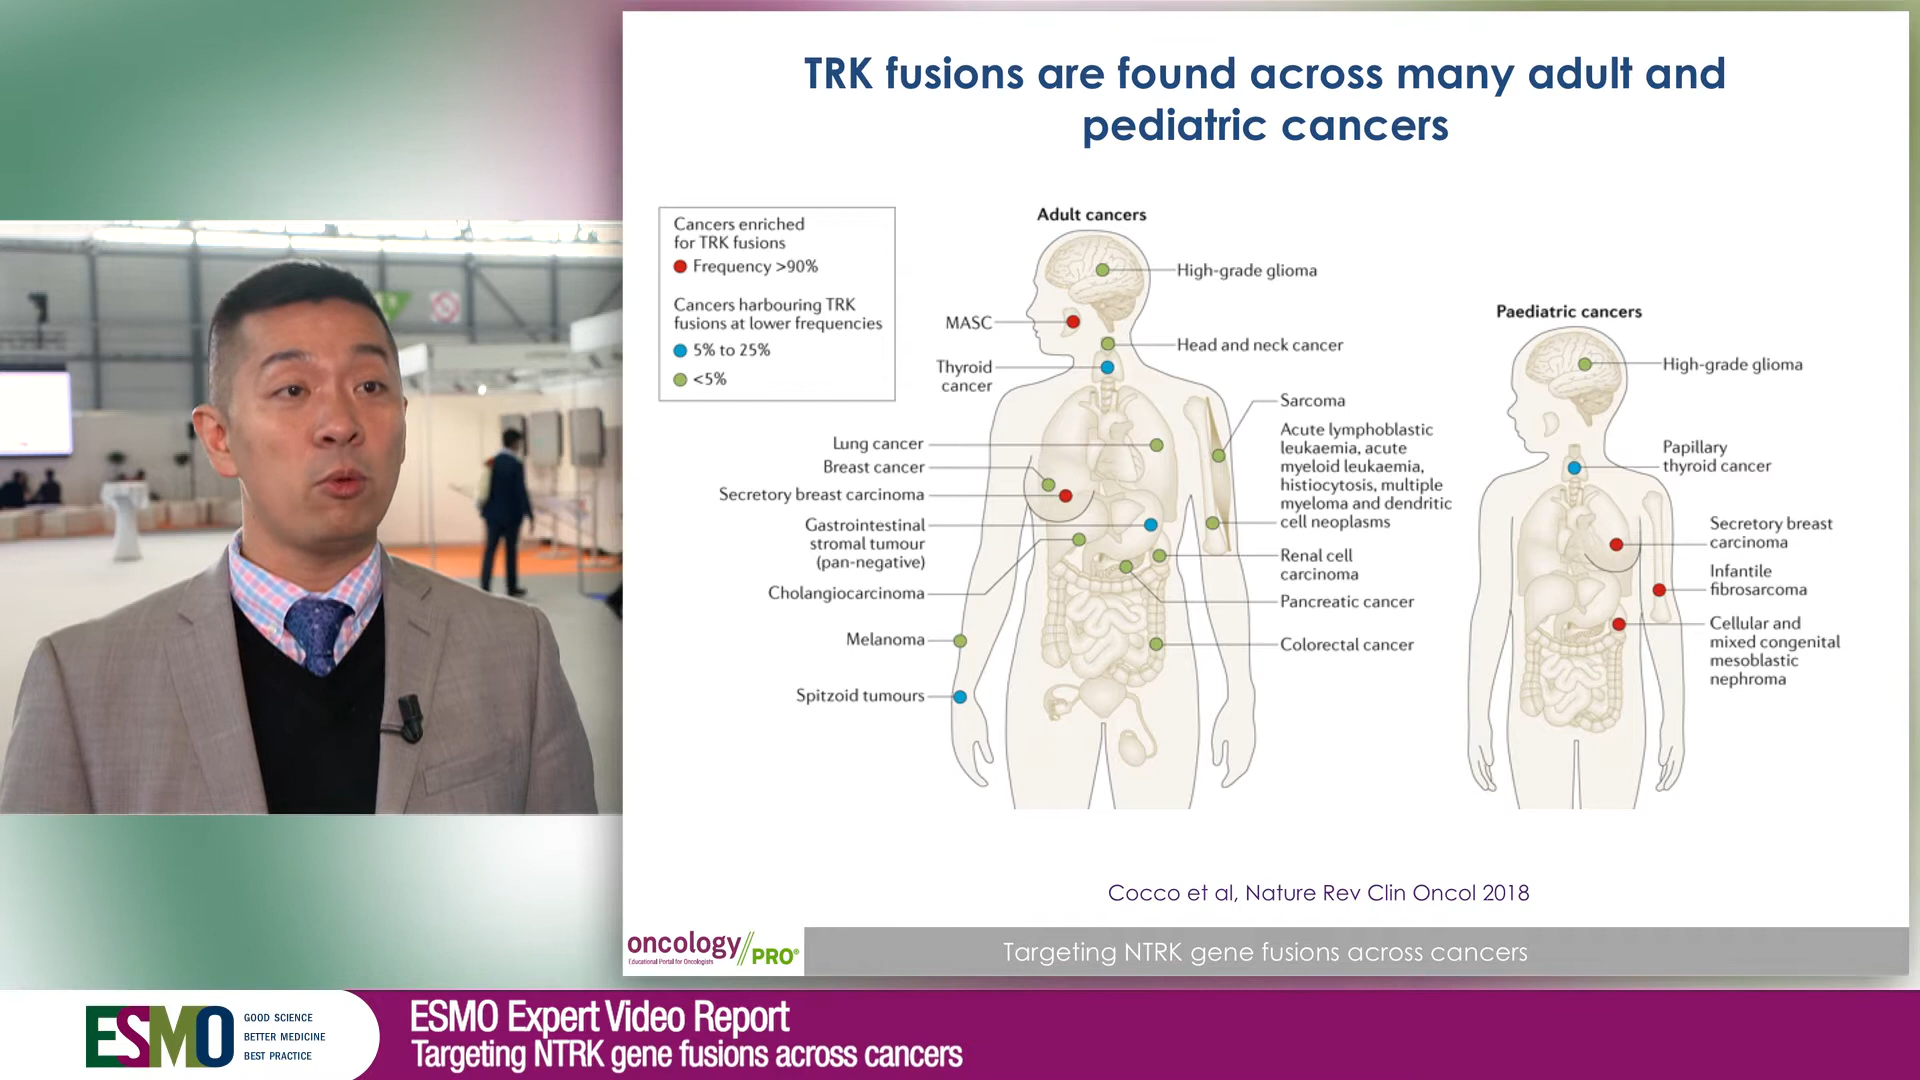 TRK fusions are found across many adult and
pediatric cancers
Cancers enriched
for TRK fusions
Frequency >90%
Cancers harbouring TRK
fusions at lower frequencies
5% to 25%
<5%
Adult cancers
High-grade glioma
MASC
Head and neck cancer
Thyroid
cancer
Sarcoma
Lung cancer
Breast cancer
Secretory breast carcinoma
Gastrointestinal
stromal tumour
(pan-negative)
Cholangiocarcinoma
Melanoma
Spitzoid tumours
Acute lymphoblastic
leukaemia, acute
myeloid leukaemia,
histiocytosis, multiple
myeloma and dendritic
cell neoplasms
Renal cell
carcinoma
Pancreatic cancer
Colorectal cancer
Paediatric cancers
High-grade glioma
Papillary
thyroid cancer
Secretory breast
carcinoma
Infantile
fibrosarcoma
Cellular and
mixed congenital
mesoblastic
nephroma
Cocco et al, Nature Rev Clin Oncol 2018
oncology//PRO®
Educational Portal for Oncologists
Targeting NTRK gene fusions across cancers
ESMO
GOOD SCIENCE
BETTER MEDICINE
BEST PRACTICE
ESMO Expert Video Report
Targeting NTRK gene fusions across cancers